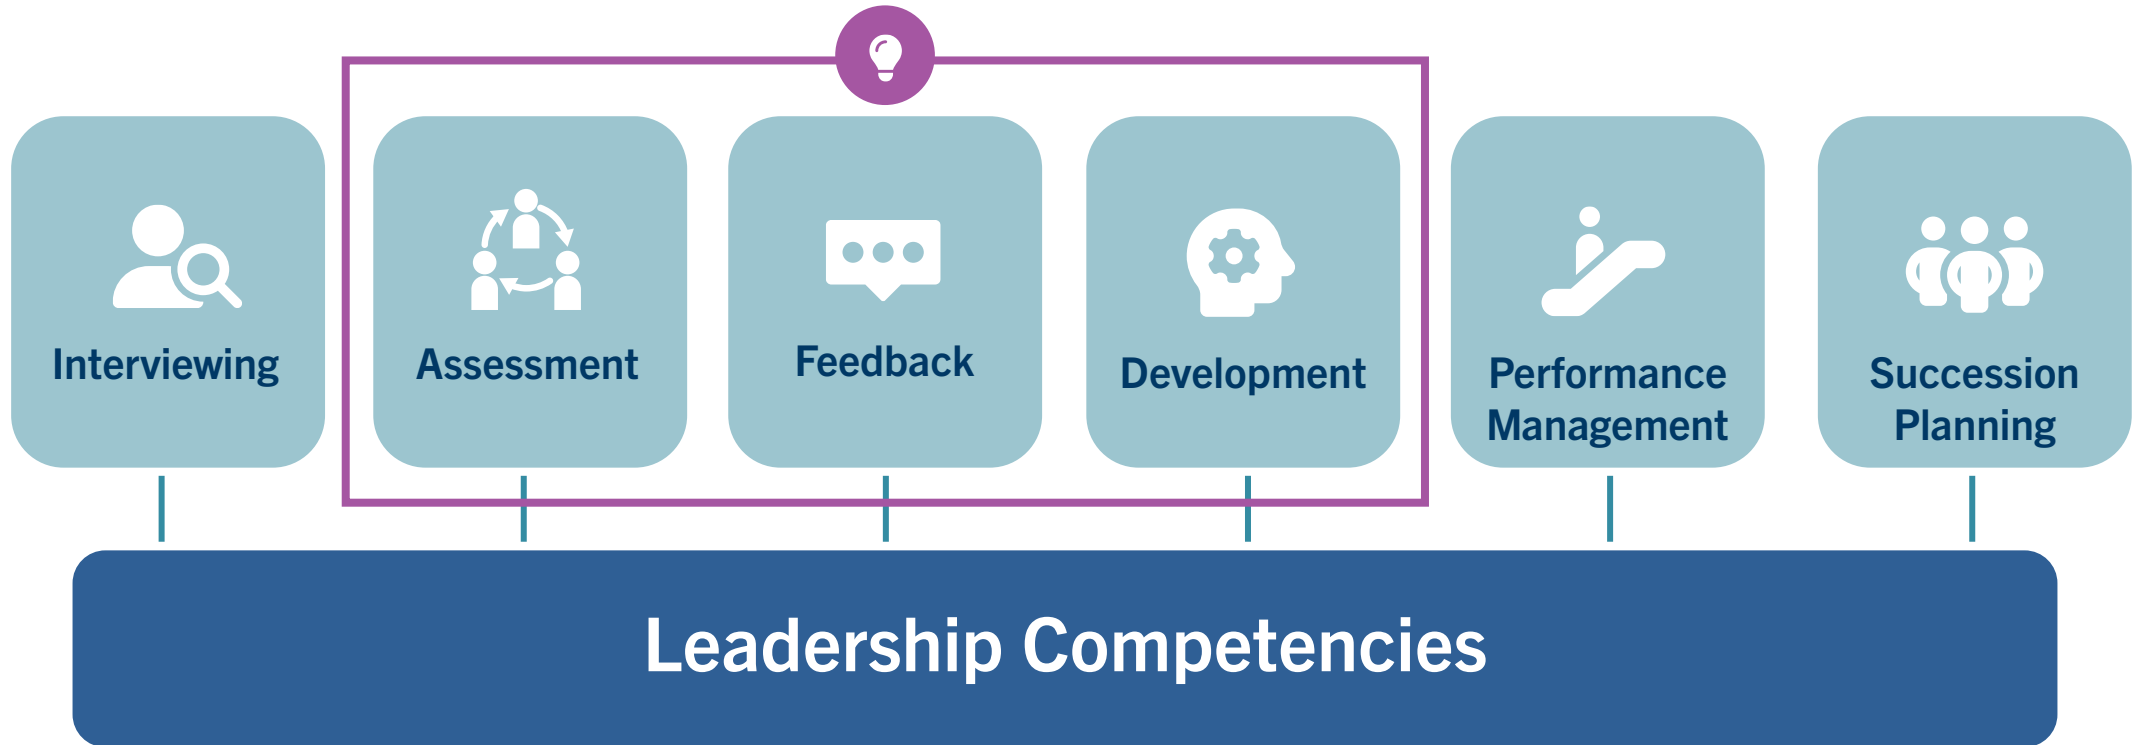 Interviewing
Assessment
Feedback
Development
Performance
Management
Succession
Planning
Leadership Competencies